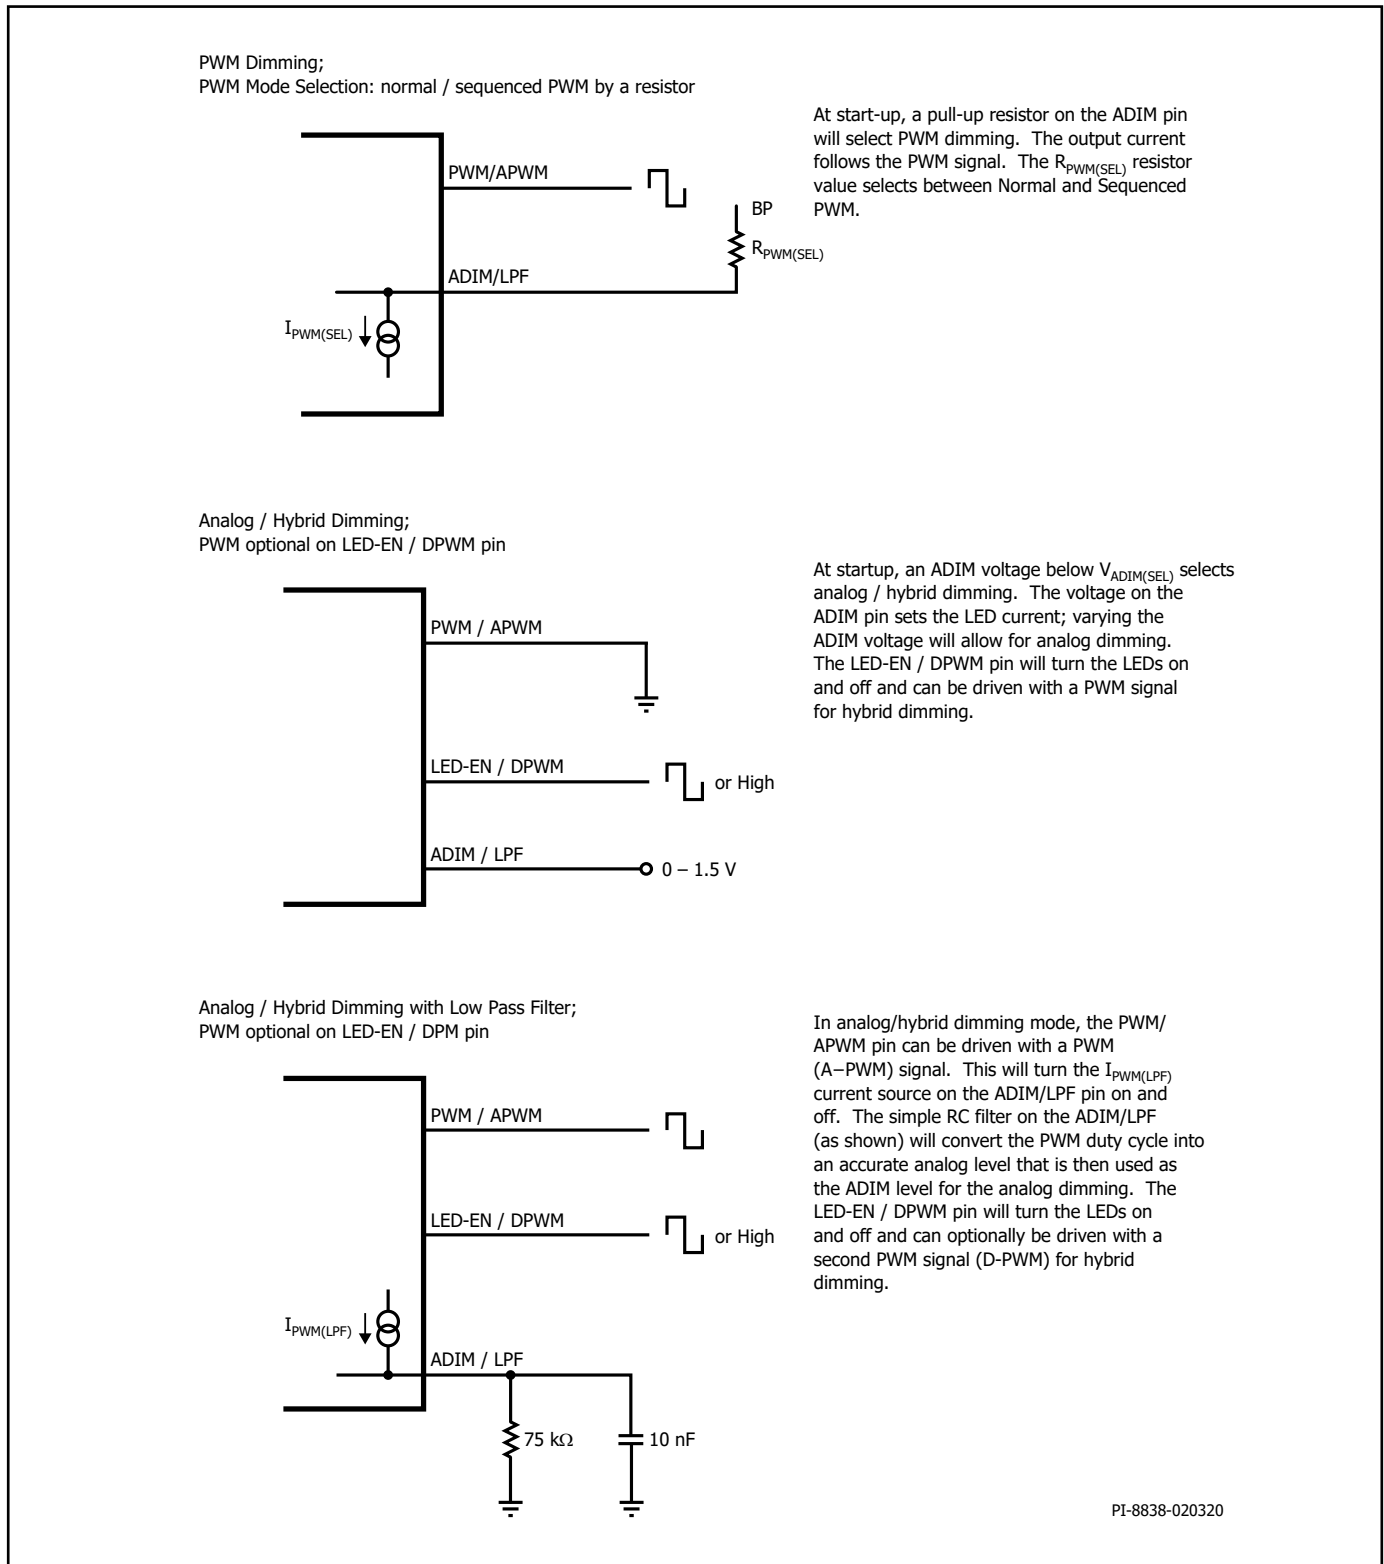 PWM Dimming;
PWM Mode Selection: normal / sequenced PWM by a resistor
At start-up, a pull-up resistor on the ADIM pin
will select PWM dimming.  The output current
follows the PWM signal.  The RPWM(SEL) resistor
value selects between Normal and Sequenced
PWM.
PWM/APWM
BP
RPWM(SEL)
ADIM/LPF
IPWM(SEL)
Analog / Hybrid Dimming;
PWM optional on LED-EN / DPWM pin
At startup, an ADIM voltage below VADIM(SEL) selects
analog / hybrid dimming.  The voltage on the
ADIM pin sets the LED current; varying the
ADIM voltage will allow for analog dimming.
The LED-EN / DPWM pin will turn the LEDs on
and off and can be driven with a PWM signal
for hybrid dimming.
PWM / APWM
LED-EN / DPWM
or High
ADIM / LPF
0 – 1.5 V
Analog / Hybrid Dimming with Low Pass Filter;
PWM optional on LED-EN / DPM pin
In analog/hybrid dimming mode, the PWM/
APWM pin can be driven with a PWM
(A−PWM) signal.  This will turn the IPWM(LPF)
current source on the ADIM/LPF pin on and
off.  The simple RC filter on the ADIM/LPF
(as shown) will convert the PWM duty cycle into
an accurate analog level that is then used as
the ADIM level for the analog dimming.  The
LED-EN / DPWM pin will turn the LEDs on
and off and can optionally be driven with a
second PWM signal (D-PWM) for hybrid
dimming.
PWM / APWM
LED-EN / DPWM
or High
IPWM(LPF)
ADIM / LPF
75 kΩ
10 nF
PI-8838-020320